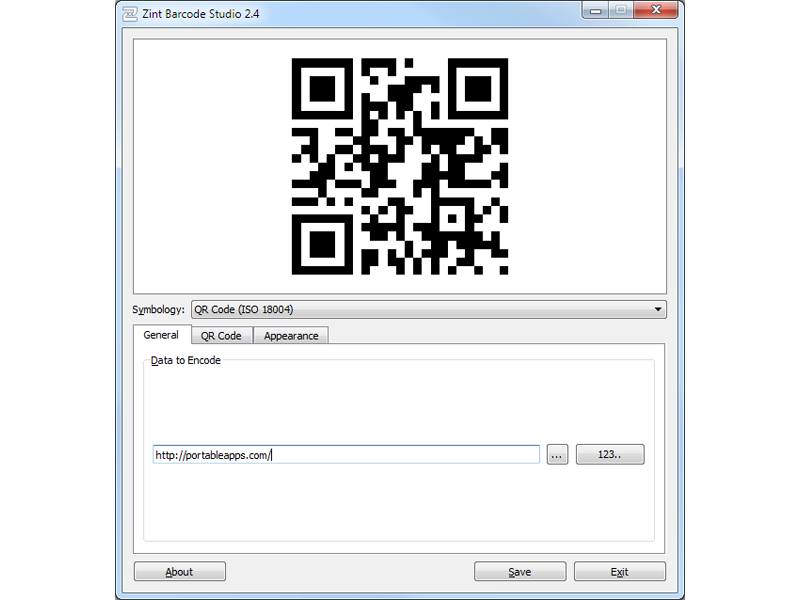 Zint Barcode Studio 2.4
Symbology: QR Code (ISO 18004)
General QR Code Appearance
Data to Encode
http://portableapps.com/
... 123..
About Save Exit